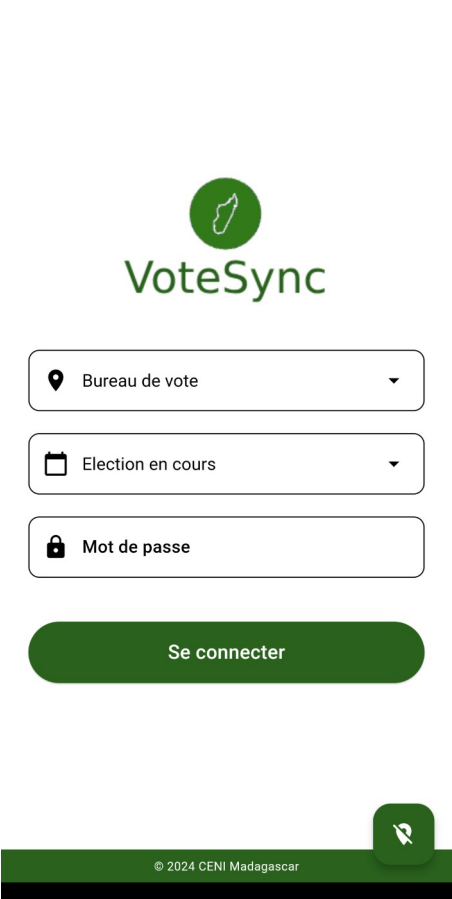 VoteSync
Bureau de vote
Election en cours
Mot de passe
Se connecter
© 2024 CENI Madagascar